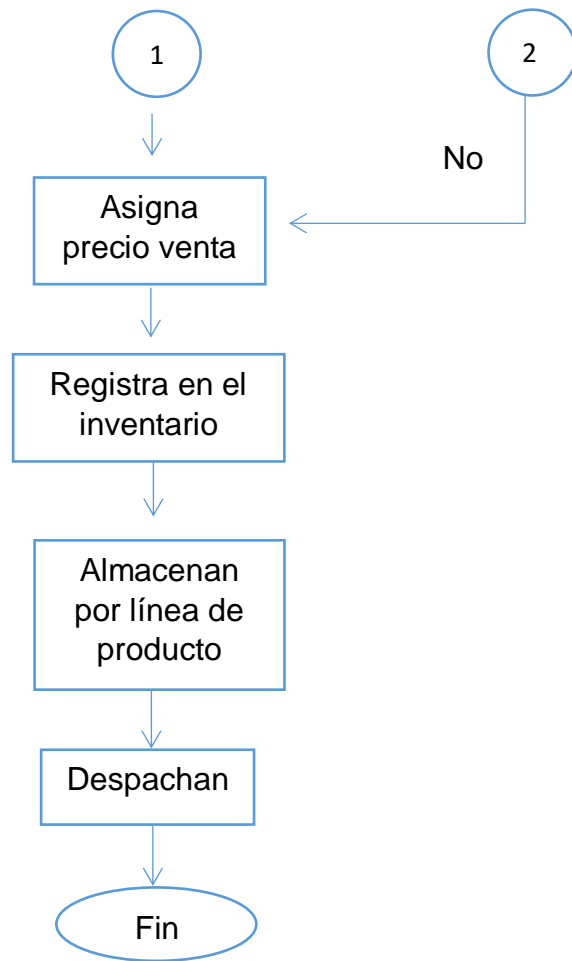 1
2
No
Asigna
precio venta
Registra en el
inventario
Almacenan
por línea de
producto
Despachan
Fin